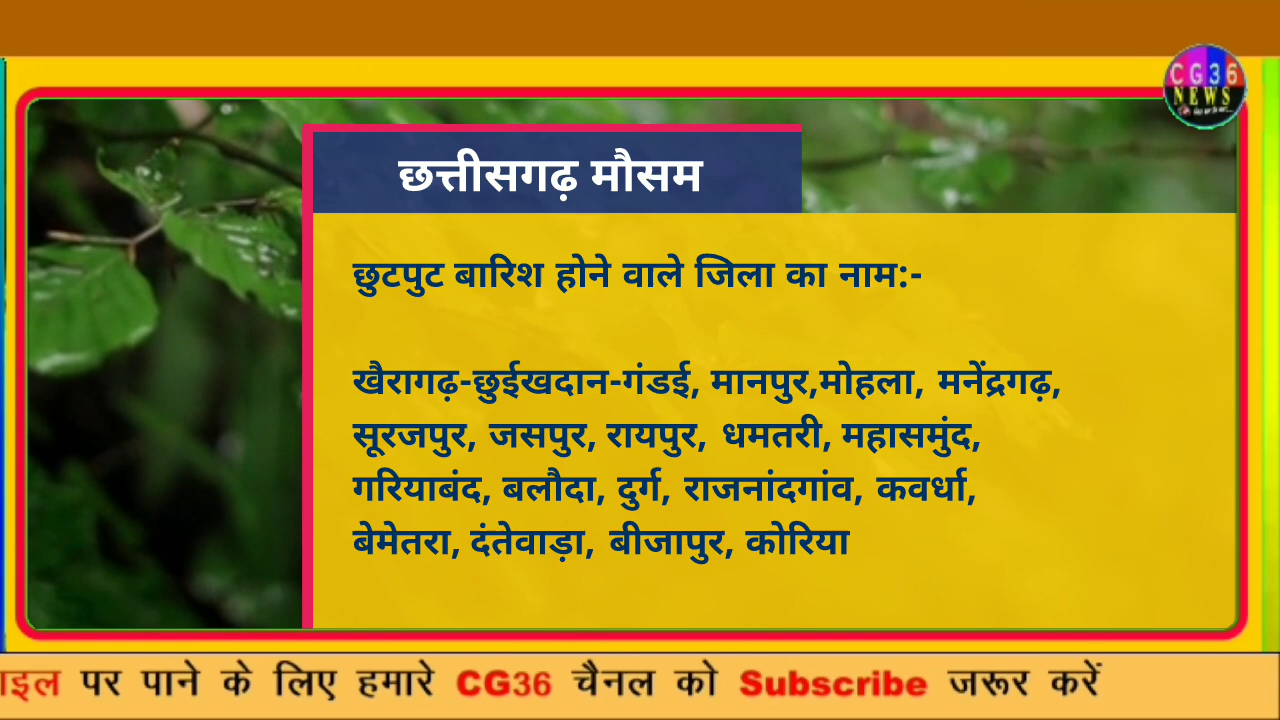 CG36
NEWS
छत्तीसगढ़ मौसम
छुटपुट बारिश होने वाले जिला का नाम:-
खैरागढ़-छुईखदान-गंडई, मानपुर,मोहला, मनेंद्रगढ़,
सूरजपुर, जसपुर, रायपुर, धमतरी, महासमुंद,
गरियाबंद, बलौदा, दुर्ग, राजनांदगांव, कवर्धा,
बेमेतरा, दंतेवाड़ा, बीजापुर, कोरिया
पर पाने के लिए हमारे CG36 चैनल को Subscribe जरूर करें